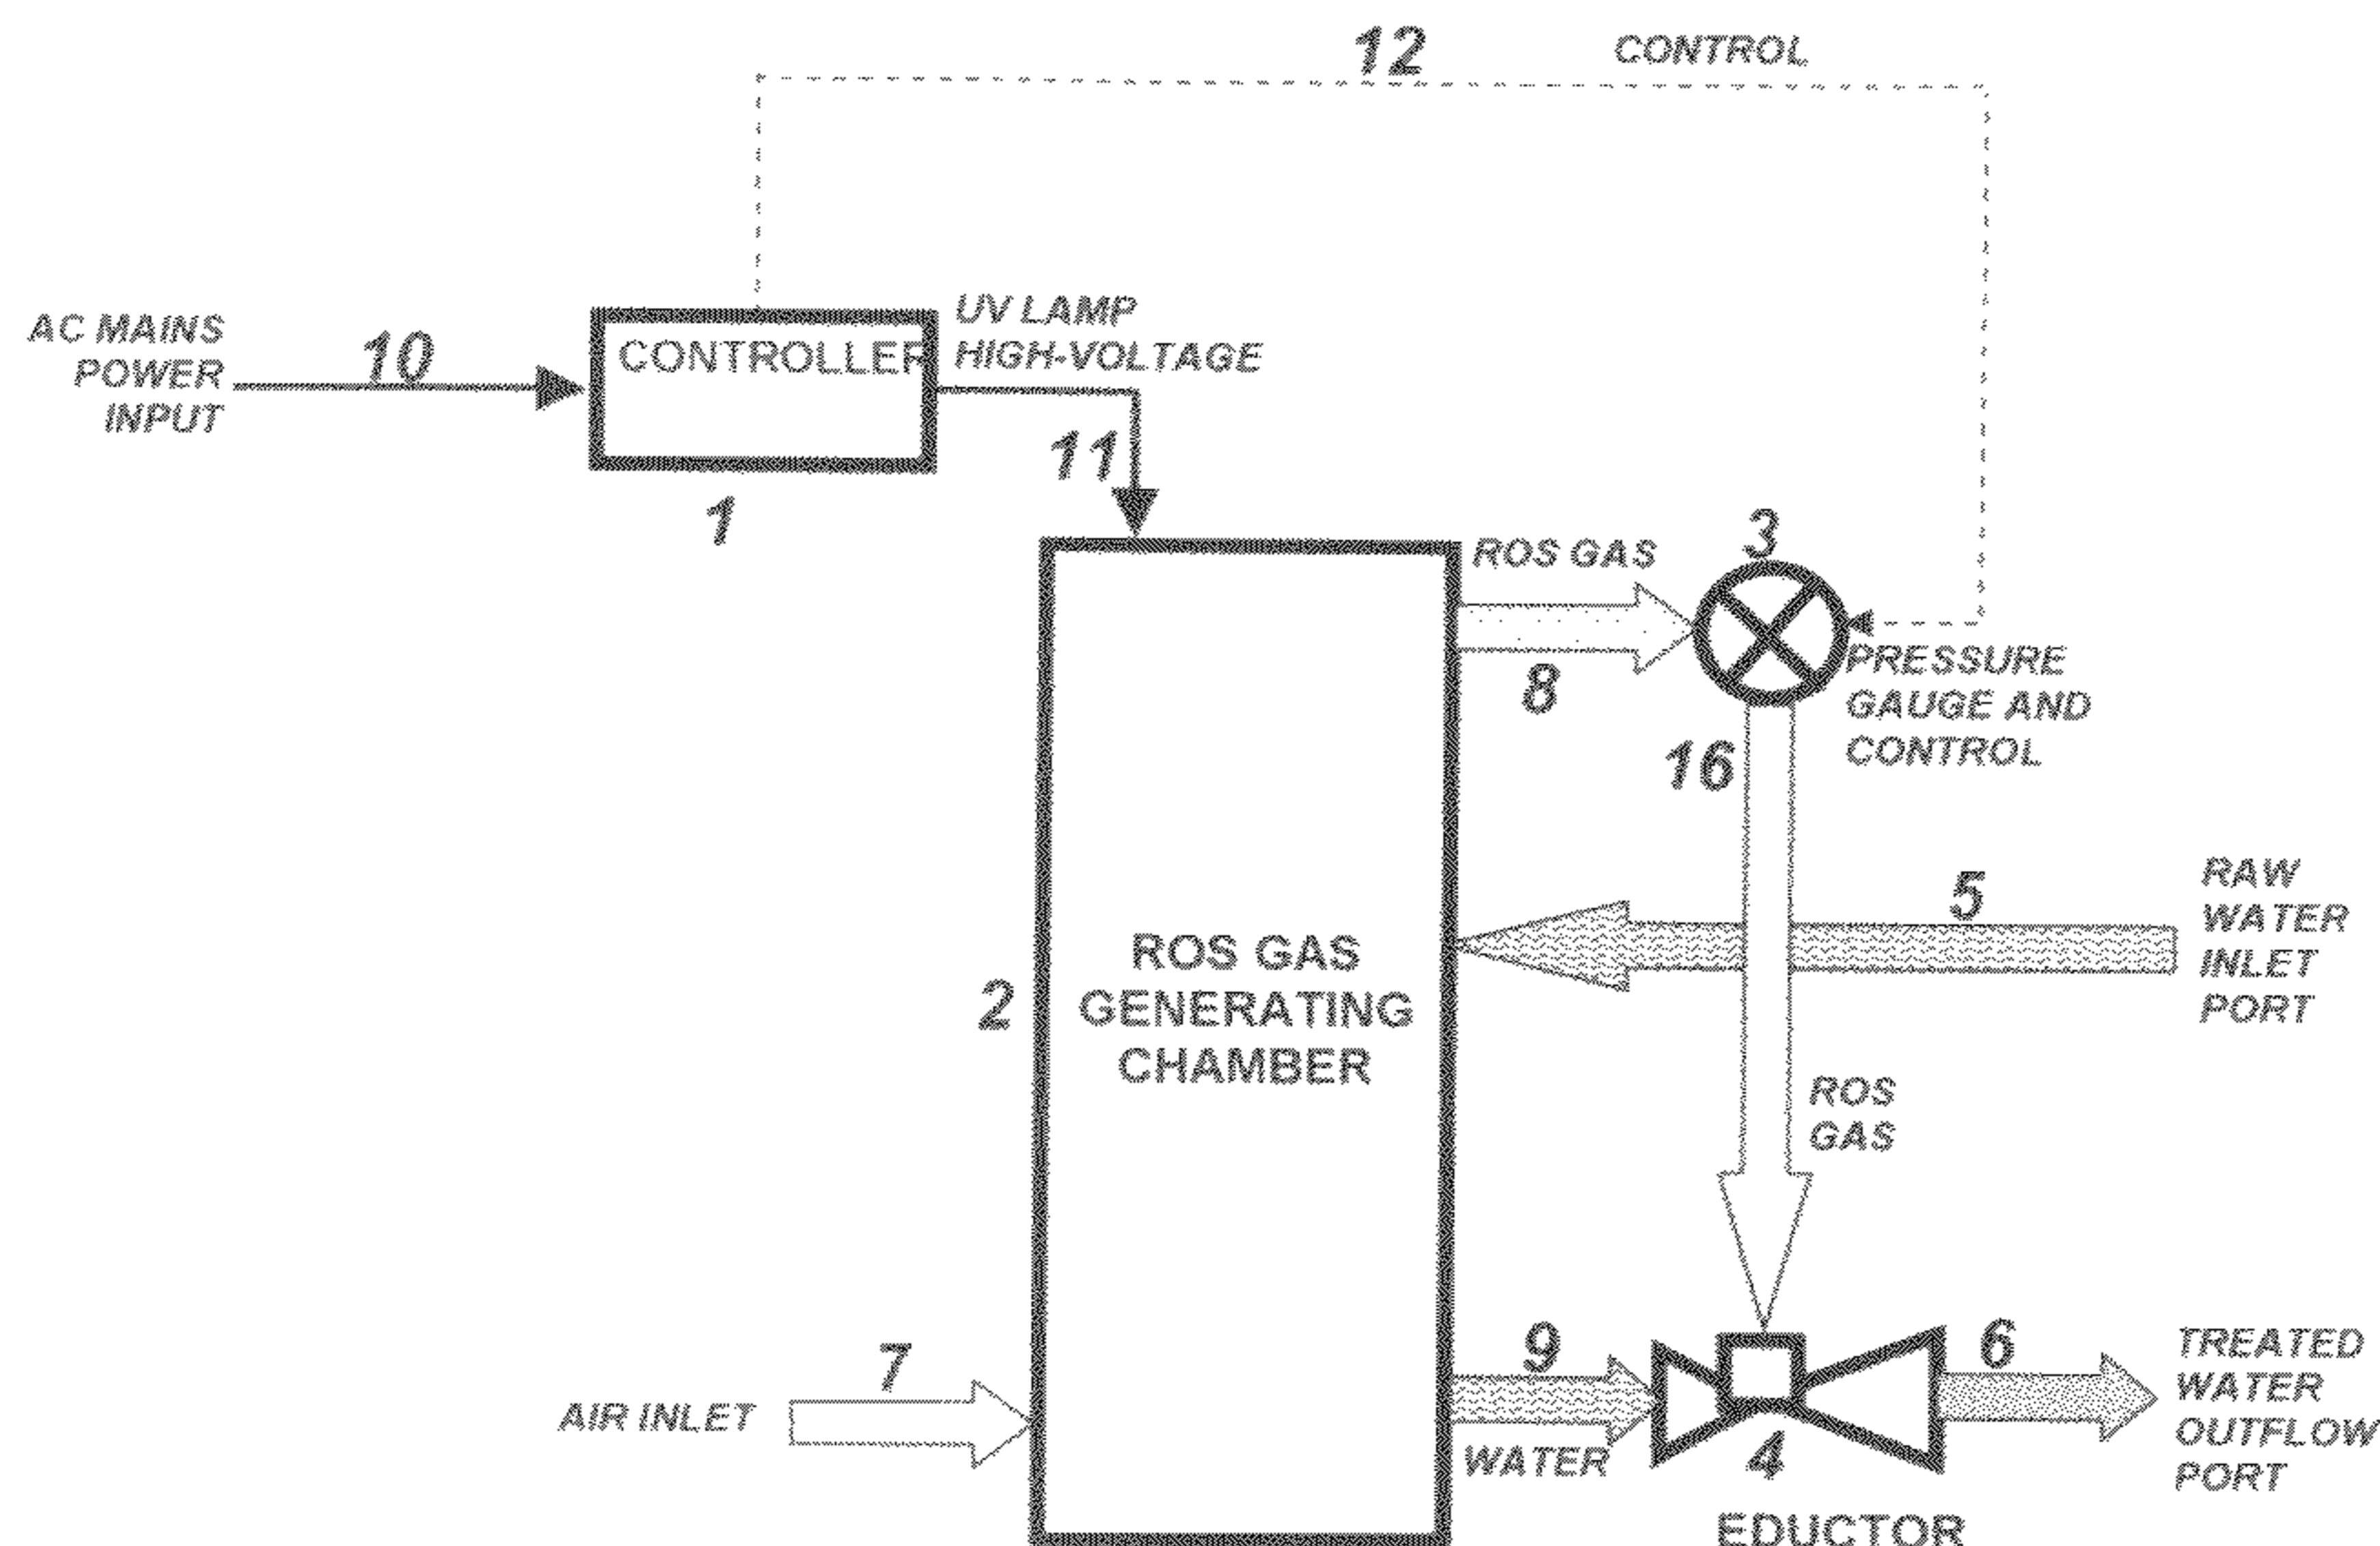 12 CONTROL
AC MAINS
POWER
INPUT
10
CONTROLLER
1
UV LAMP
HIGH-VOLTAGE
11
ROS GAS
8
3
PRESSURE
GAUGE AND
CONTROL
16
5
RAW
WATER
INLET
PORT
2
ROS GAS
GENERATING
CHAMBER
ROS
GAS
AIR INLET
7
9
WATER
4
EDUCTOR
6
TREATED
WATER
OUTFLOW
PORT